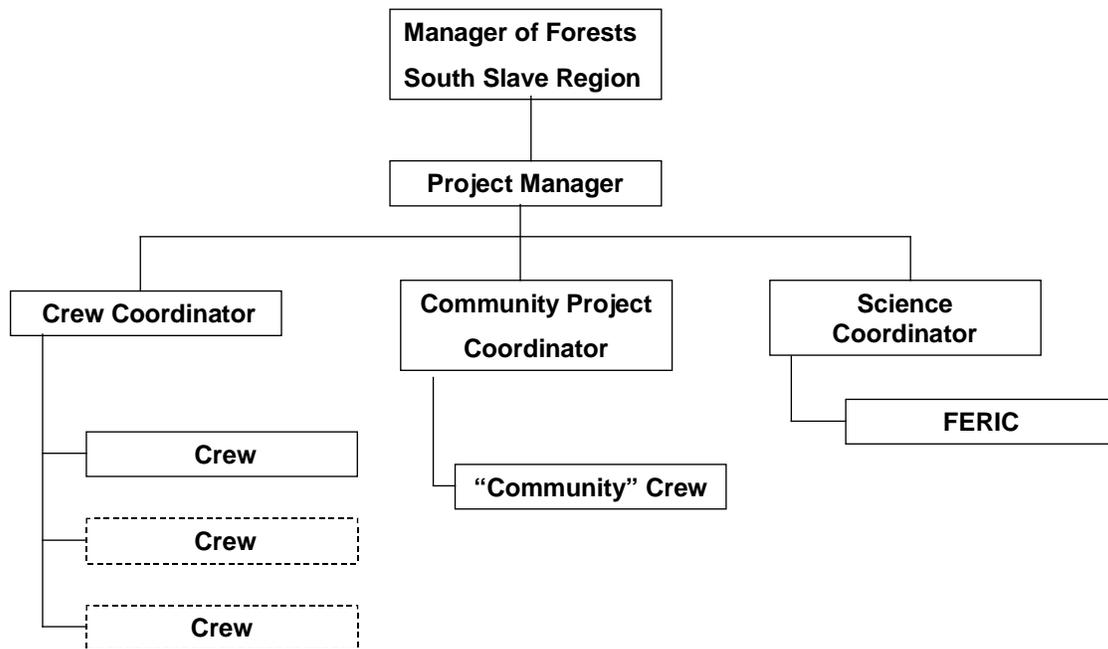 Manager of Forests
South Slave Region
Project Manager
Crew Coordinator
Community Project
Coordinator
Science
Coordinator
FERIC
Crew
“Community” Crew
Crew
Crew